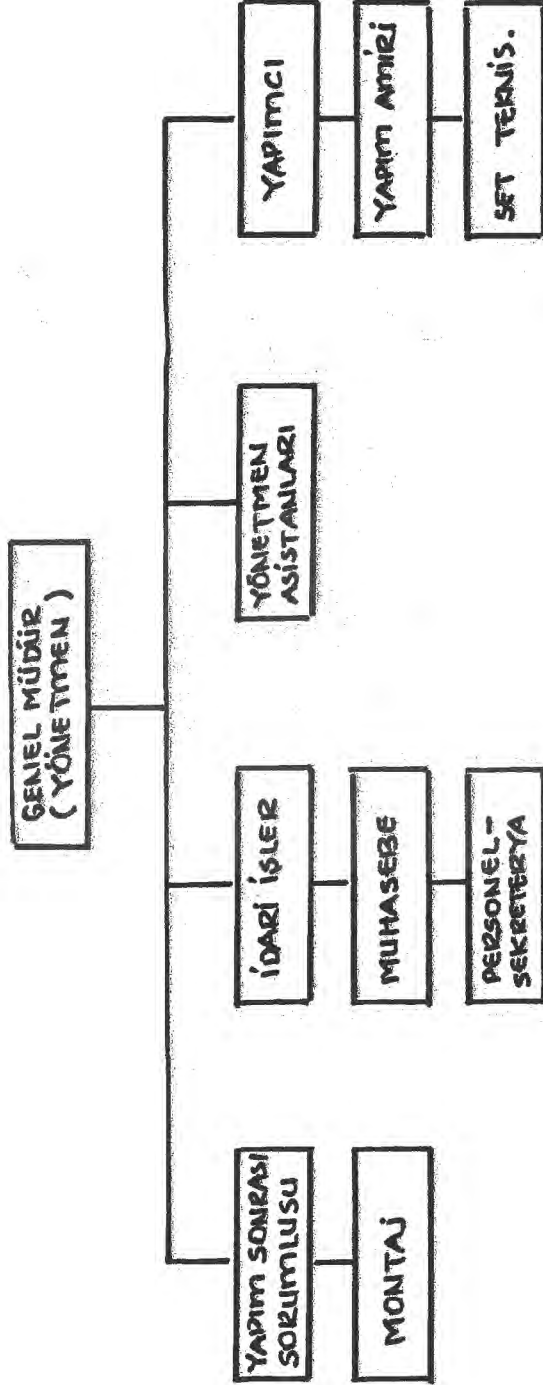 GENEL MÜDÜR
(YÖNETMEN)
YAPIM SONRASI
SORUMLUSU
MONTAJ
İDARİ İŞLER
MUHASEBE
PERSONEL-
SEKRETERYA
YÖNETMEN
ASİSTANLARI
YAPIMCI
YAPIM AMİRİ
SET TEKNİS.